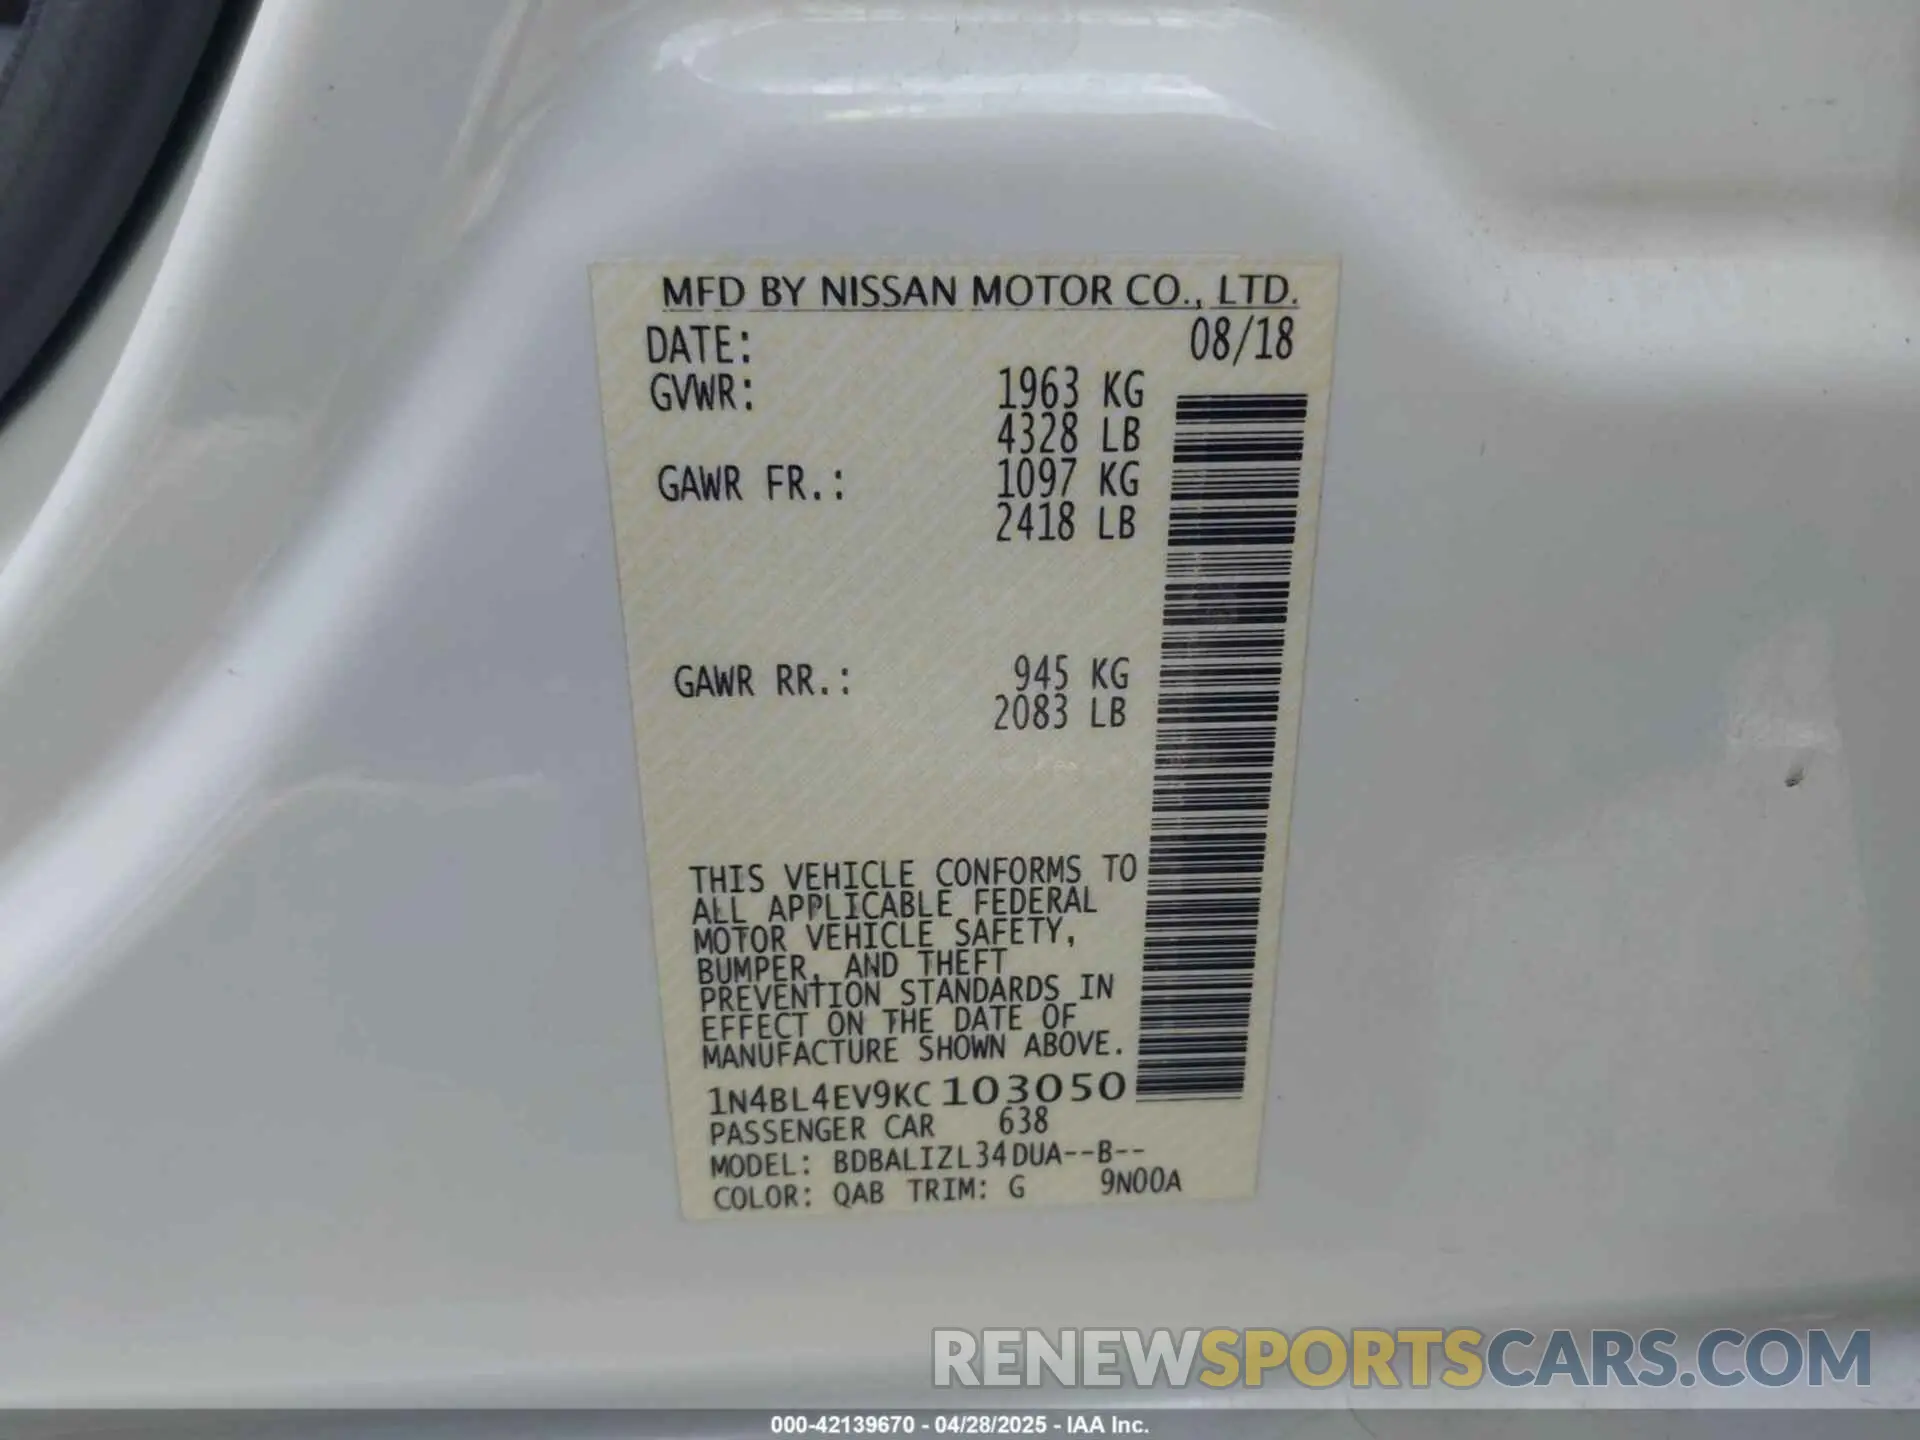 MFD BY NISSAN MOTOR CO., LTD.
DATE: 08/18
GVWR: 1963 KG
4328 LB
GAWR FR.: 1097 KG
2418 LB
GAWR RR.: 945 KG
2083 LB
THIS VEHICLE CONFORMS TO
ALL APPLICABLE FEDERAL
MOTOR VEHICLE SAFETY,
BUMPER, AND THEFT
PREVENTION STANDARDS IN
EFFECT ON THE DATE OF
MANUFACTURE SHOWN ABOVE.
1N4BL4EV9KC103050
PASSENGER CAR 638
MODEL: BDBALIZL34DUA--B--
COLOR: QAB TRIM: G 9N00A
RENEWSPORTSCARS.COM
000-42139670 - 04/28/2025 - IAA Inc.